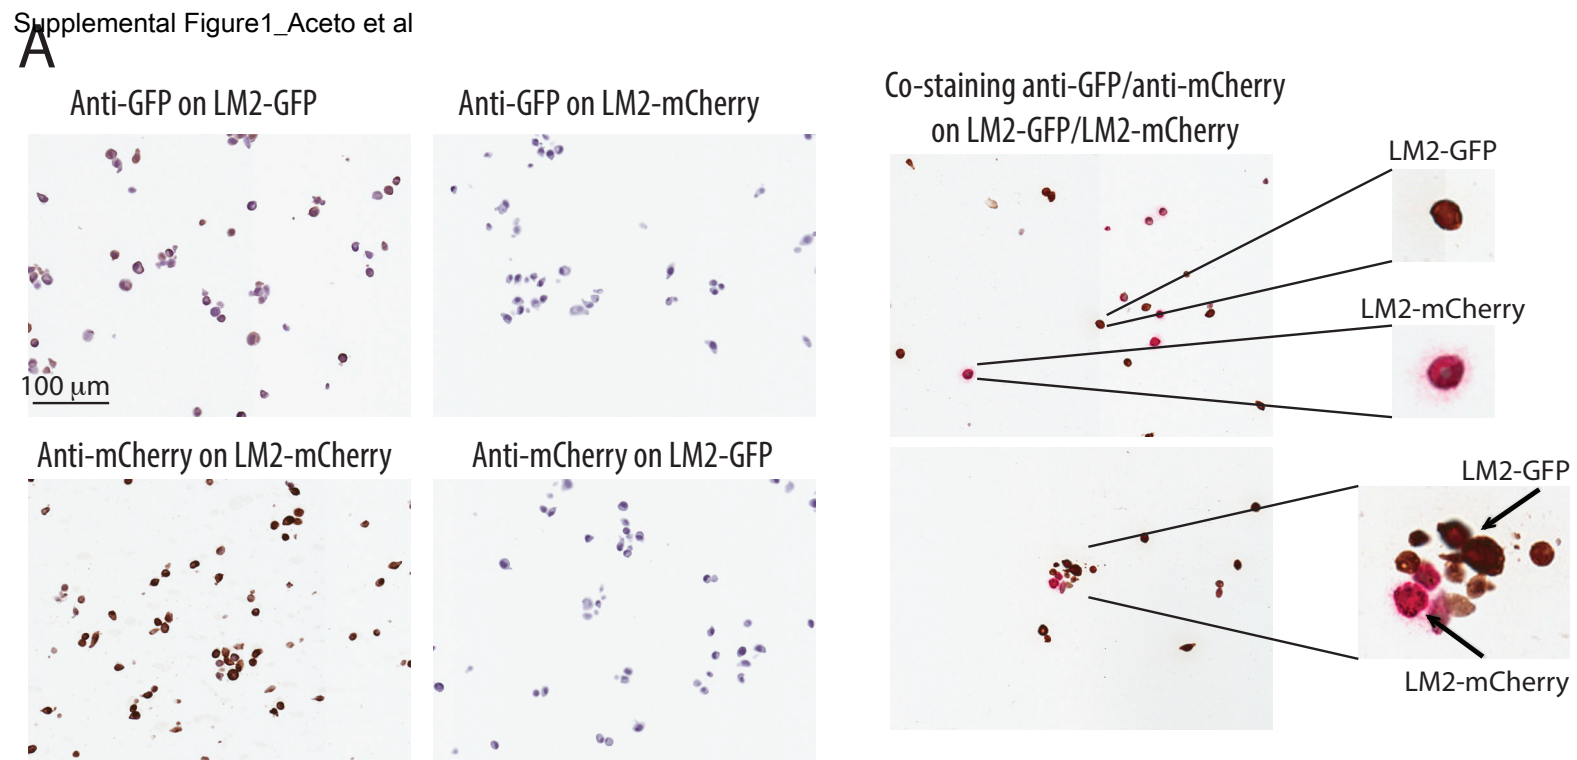 Supplemental Figure1_Aceto et al
A
Anti-GFP on LM2-GFP
Anti-GFP on LM2-mCherry
Co-staining anti-GFP/anti-mCherry
on LM2-GFP/LM2-mCherry
LM2-GFP
LM2-mCherry
100 μm
Anti-mCherry on LM2-mCherry
Anti-mCherry on LM2-GFP
LM2-GFP
LM2-mCherry